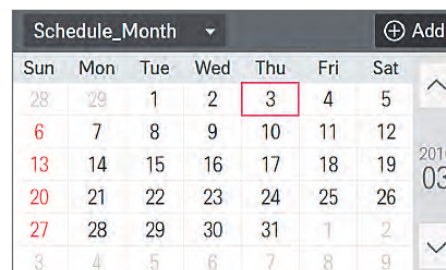 Schedule_Month Add
Sun Mon Tue Wed Thu Fri Sat
28 29 1 2 3 4 5
6 7 8 9 10 11 12
13 14 15 16 17 18 19
201
03
20 21 22 23 24 25 26
27 28 29 30 31 1 2
3 4 5 6 7 8 9